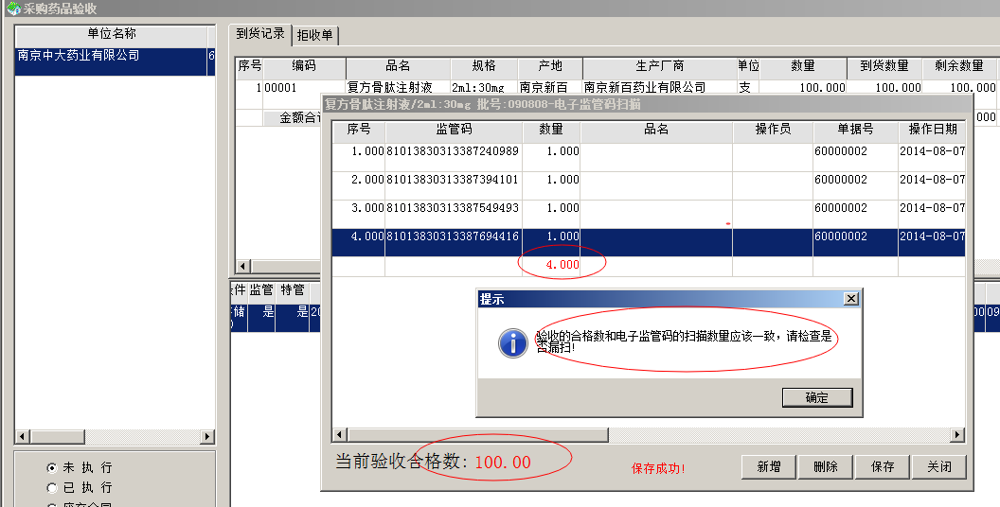 采购药品验收
单位名称
南京中大药业有限公司 6
到货记录 拒收单
序号 编码 品名 规格 产地 生产厂商 单位 数量 到货数量 剩余数量
1 00001 复方骨肽注射液 2ml:30mg 南京新百 南京新百药业有限公司 支 100.000 100.000 100.000
金额合计 000
复方骨肽注射液/2ml:30mg 批号:090808-电子监管码扫描
序号 监管码 数量 品名 操作员 单据号 操作日期
1.000 81013830313387240989 1.000 60000002 2014-08-07
2.000 81013830313387394101 1.000 60000002 2014-08-07
3.000 81013830313387549493 1.000 60000002 2014-08-07
4.000 81013830313387694416 1.000 60000002 2014-08-07
4.000
件 监管 特管
储 是 是 20 00 09
提示
验收的合格数和电子监管码的扫描数量应该一致，请检查是
否漏扫!
确定
当前验收合格数: 100.00
保存成功!
新增 删除 保存 关闭
未 执 行
已 执 行